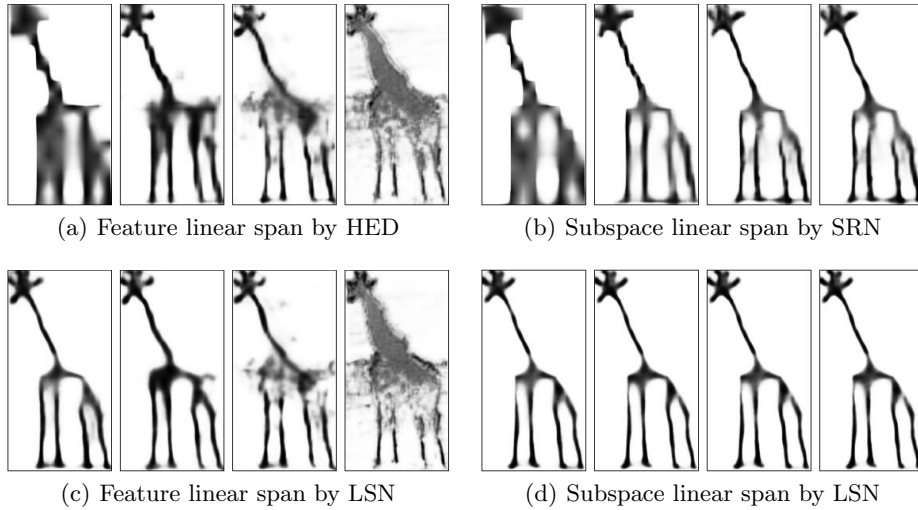 (a) Feature linear span by HED
(b) Subspace linear span by SRN
(c) Feature linear span by LSN
(d) Subspace linear span by LSN